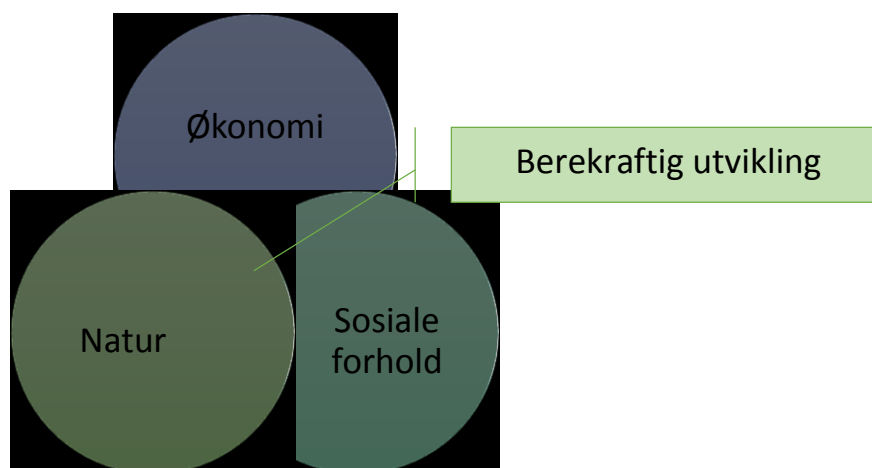 Økonomi
Berekraftig utvikling
Natur
Sosiale
forhold